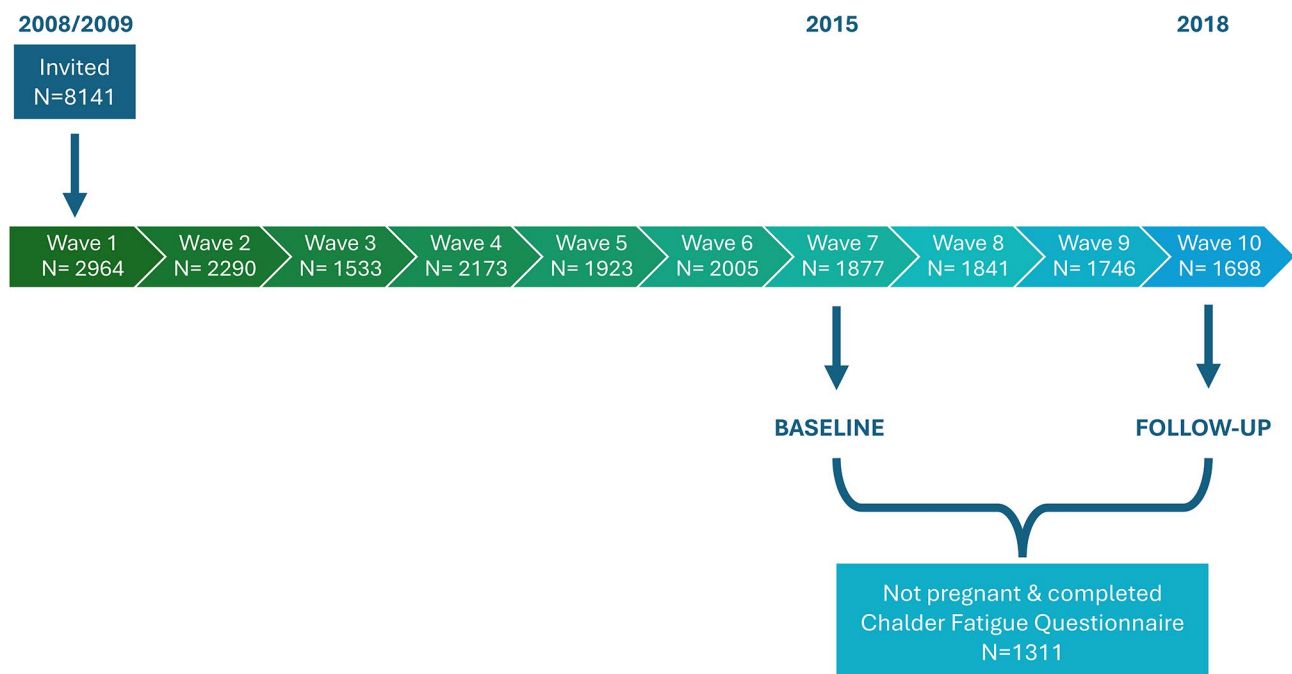 2008/2009
2015
2018
Invited
N=8141
Wave 1
N= 2964
Wave 2
N= 2290
Wave 3
N= 1533
Wave 4
N= 2173
Wave 5
N= 1923
Wave 6
N= 2005
Wave 7
N= 1877
Wave 8
N= 1841
Wave 9
N= 1746
Wave 10
N= 1698
BASELINE
FOLLOW-UP
Not pregnant & completed
Chalder Fatigue Questionnaire
N=1311